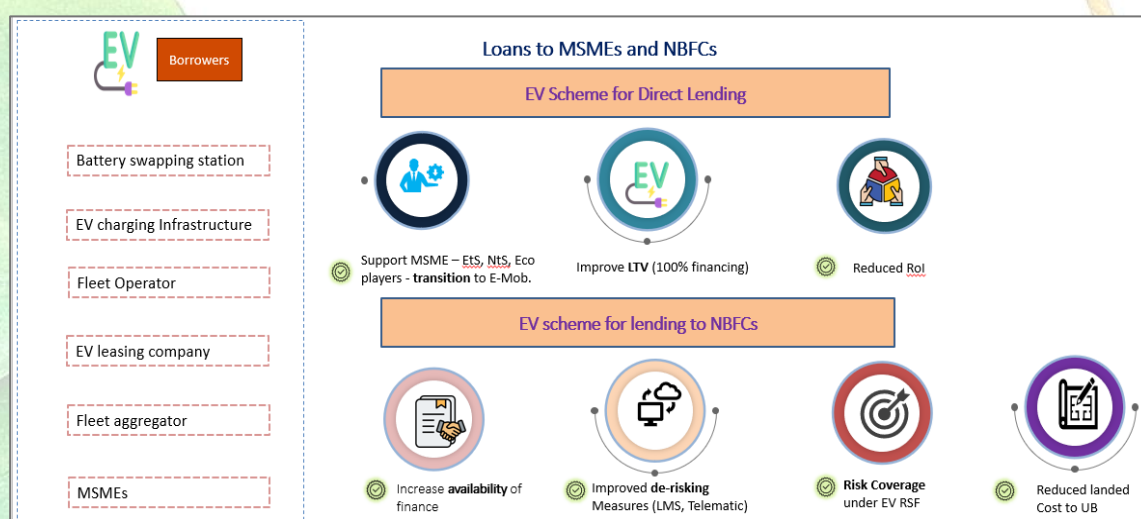 EV
Borrowers
Battery swapping station
EV charging Infrastructure
Fleet Operator
EV leasing company
Fleet aggregator
MSMEs
Loans to MSMEs and NBFCs
EV Scheme for Direct Lending
EV
Support MSME – EtS, NtS, Eco
players - transition to E-Mob.
Improve LTV (100% financing)
Reduced RoI
EV scheme for lending to NBFCs
Increase availability of
finance
Improved de-risking
Measures (LMS, Telematic)
Risk Coverage
under EV RSF
Reduced landed
Cost to UB